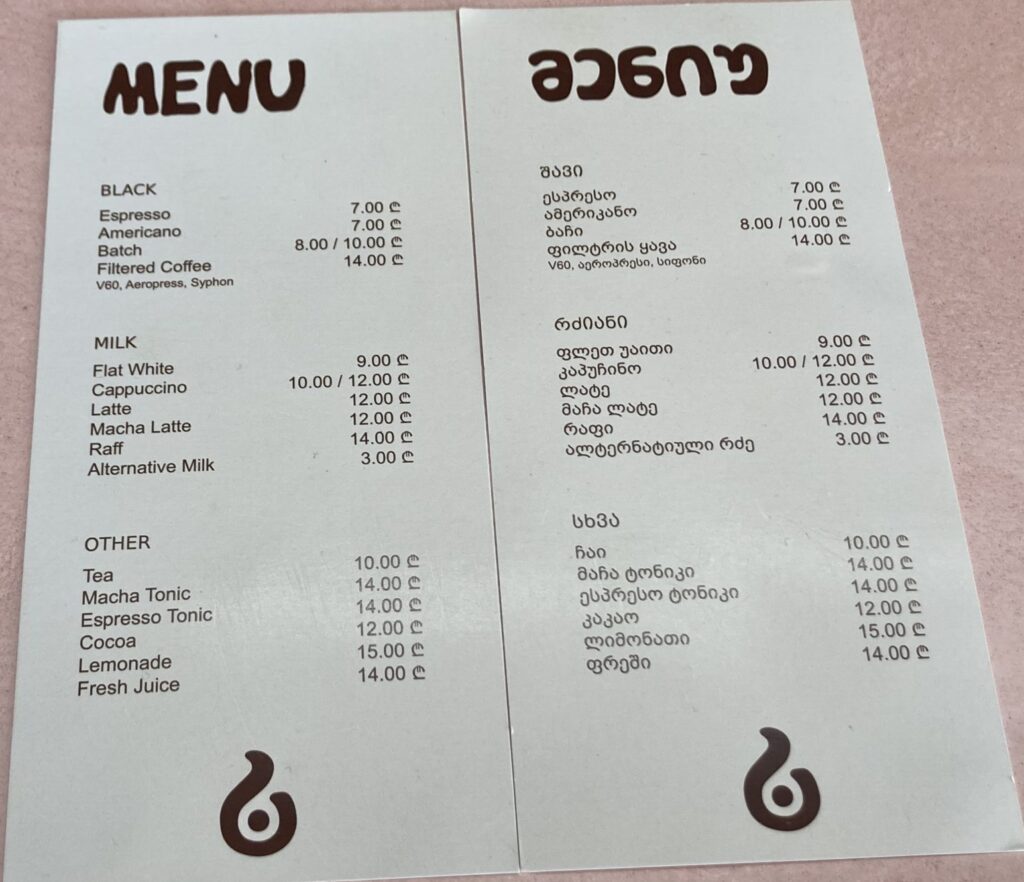 MENU
BLACK
Espresso 7.00 ₾
Americano 7.00 ₾
Batch 8.00 / 10.00 ₾
Filtered Coffee 14.00 ₾
V60, Aeropress, Syphon
MILK
Flat White 9.00 ₾
Cappuccino 10.00 / 12.00 ₾
Latte 12.00 ₾
Macha Latte 12.00 ₾
Raff 14.00 ₾
Alternative Milk 3.00 ₾
OTHER
Tea 10.00 ₾
Macha Tonic 14.00 ₾
Espresso Tonic 14.00 ₾
Cocoa 12.00 ₾
Lemonade 15.00 ₾
Fresh Juice 14.00 ₾
მენიუ
შავი
ესპრესო 7.00 ₾
ამერიკანო 7.00 ₾
ბაჩი 8.00 / 10.00 ₾
ფილტრის ყავა 14.00 ₾
V60, აეროპრესი, სიფონი
რძიანი
ფლეთ უაითი 9.00 ₾
კაპუჩინო 10.00 / 12.00 ₾
ლატე 12.00 ₾
მაჩა ლატე 12.00 ₾
რაფი 14.00 ₾
ალტერნატიული რძე 3.00 ₾
სხვა
ჩაი 10.00 ₾
მაჩა ტონიკი 14.00 ₾
ესპრესო ტონიკი 14.00 ₾
კაკაო 12.00 ₾
ლიმონათი 15.00 ₾
ფრეში 14.00 ₾